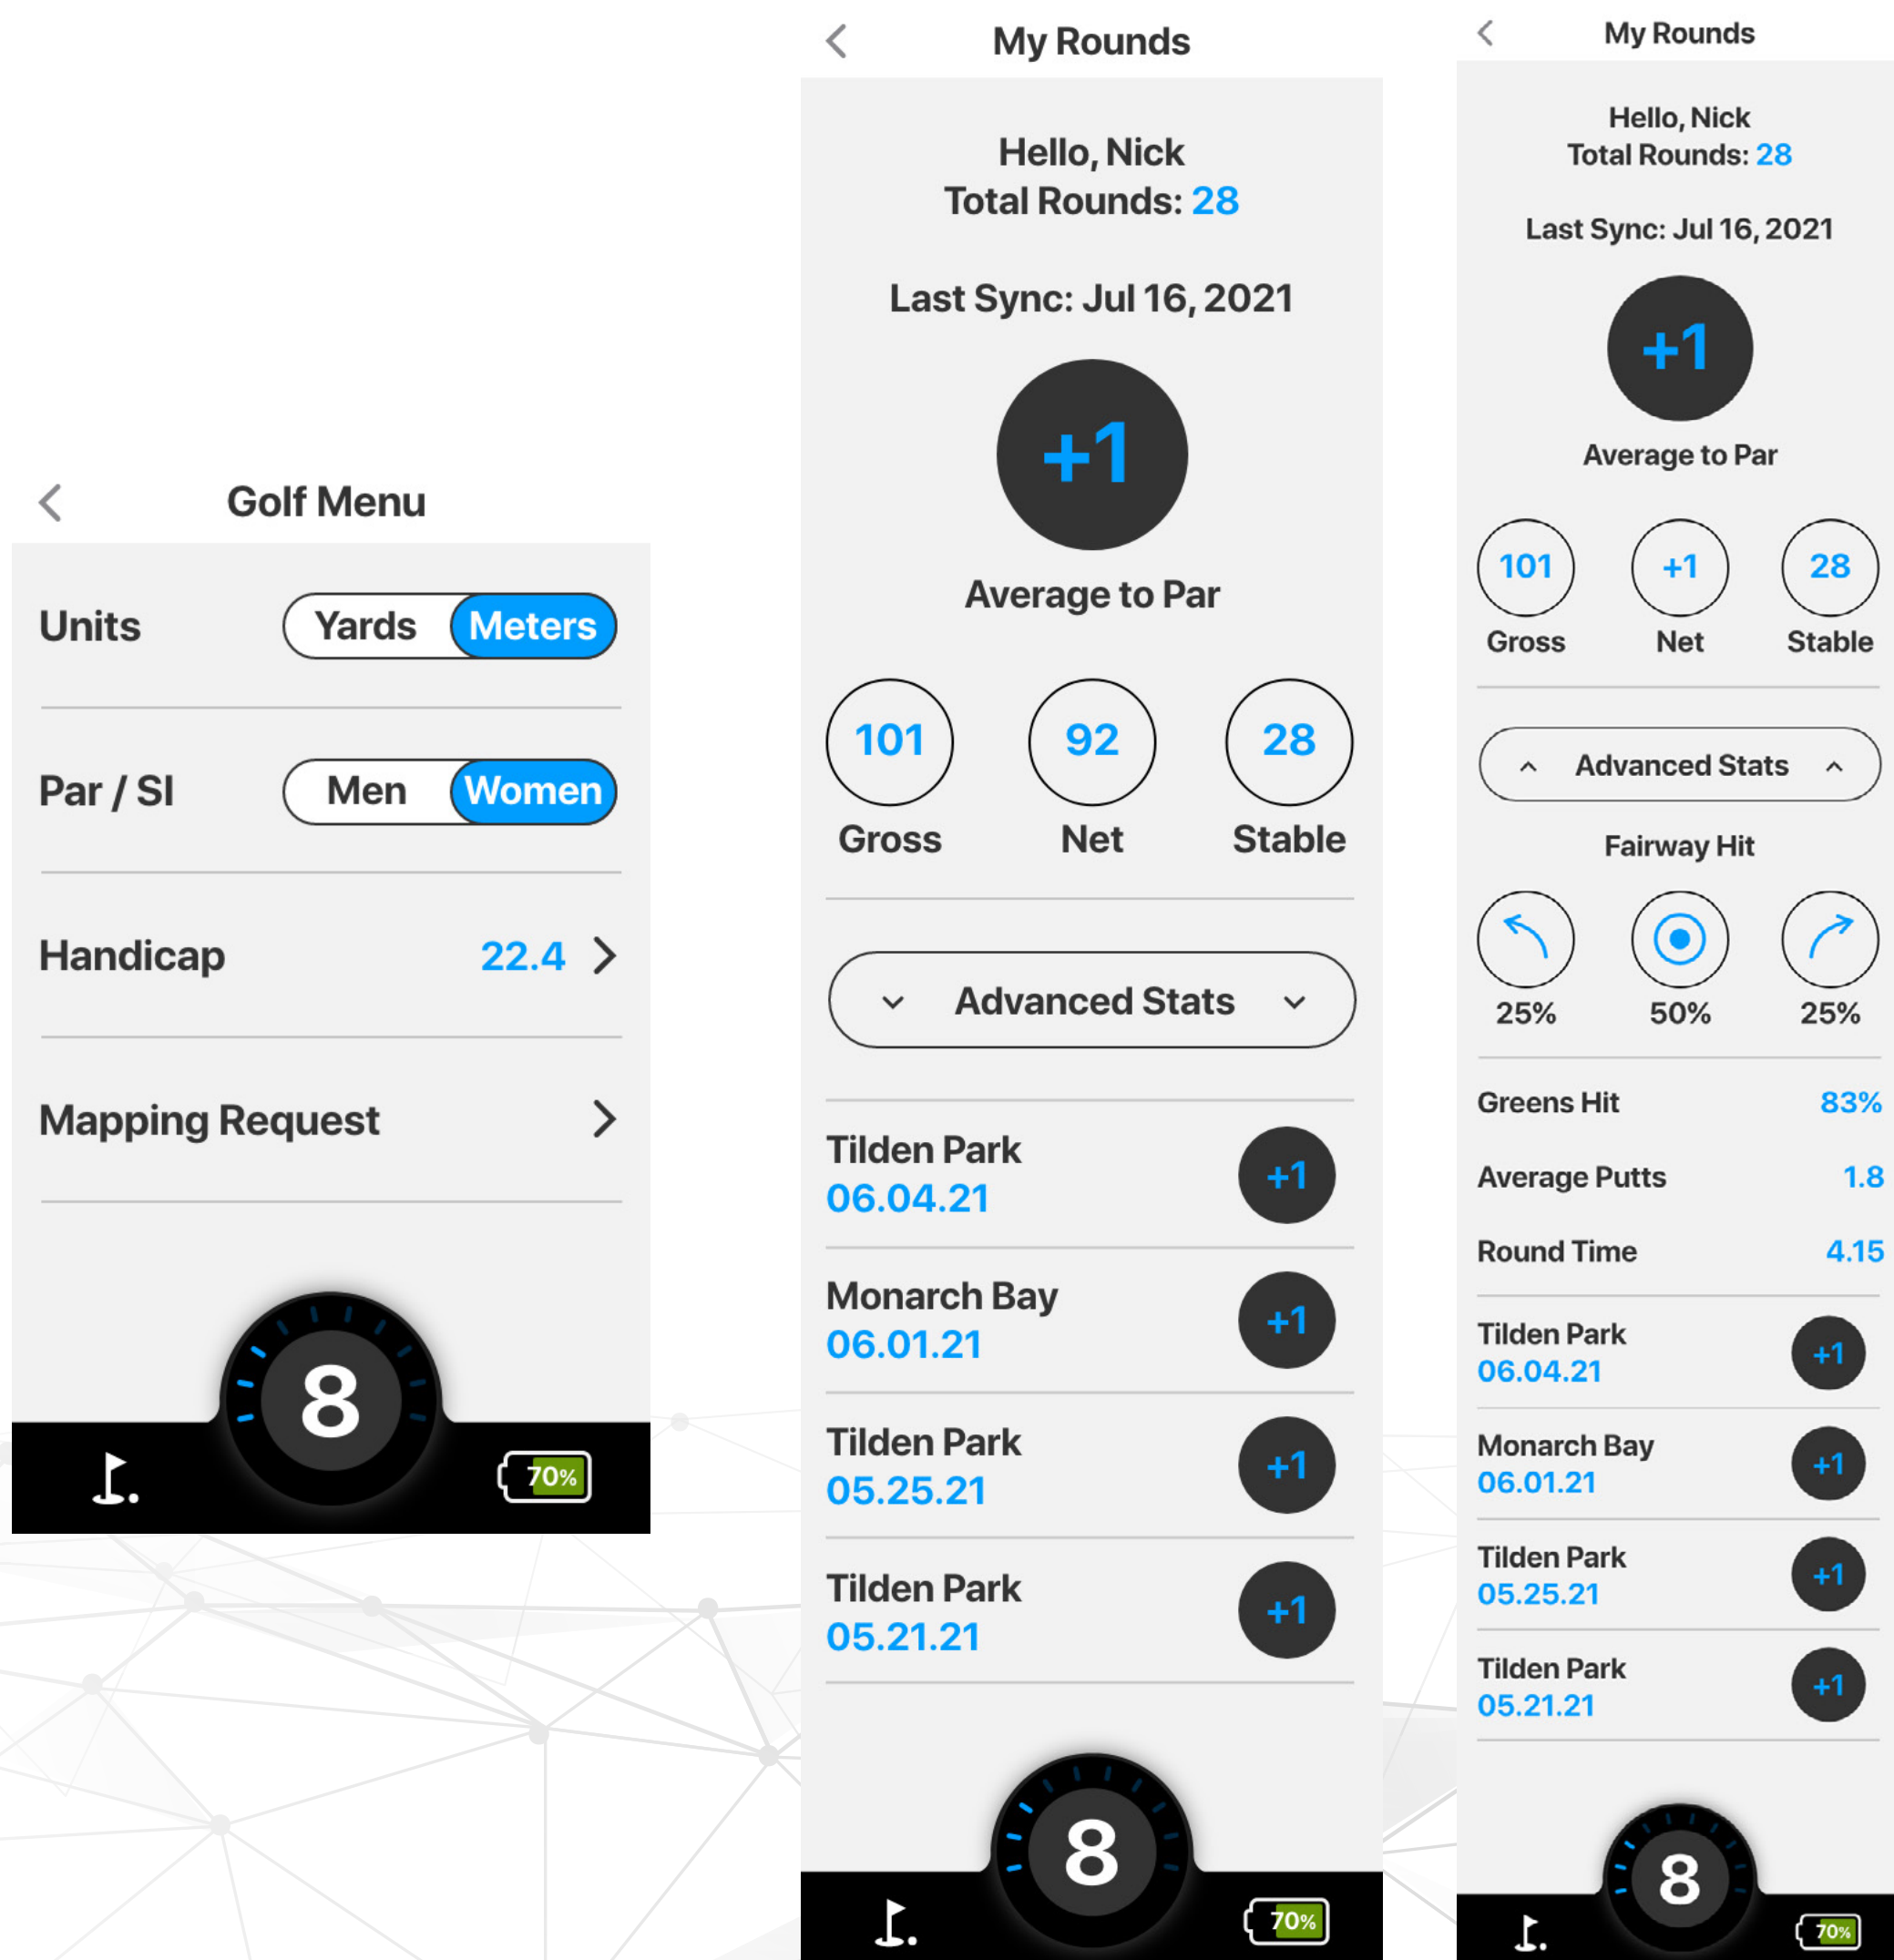 Golf Menu
Units Yards Meters
Par / SI Men Women
Handicap 22.4
Mapping Request
8
70%
My Rounds
Hello, Nick
Total Rounds: 28
Last Sync: Jul 16, 2021
+1
Average to Par
101 92 28
Gross Net Stable
Advanced Stats
Tilden Park
06.04.21
+1
Monarch Bay
06.01.21
+1
Tilden Park
05.25.21
+1
Tilden Park
05.21.21
+1
8
70%
My Rounds
Hello, Nick
Total Rounds: 28
Last Sync: Jul 16, 2021
+1
Average to Par
101 +1 28
Gross Net Stable
Advanced Stats
Fairway Hit
25% 50% 25%
Greens Hit 83%
Average Putts 1.8
Round Time 4.15
Tilden Park
06.04.21
+1
Monarch Bay
06.01.21
+1
Tilden Park
05.25.21
+1
Tilden Park
05.21.21
+1
8
70%